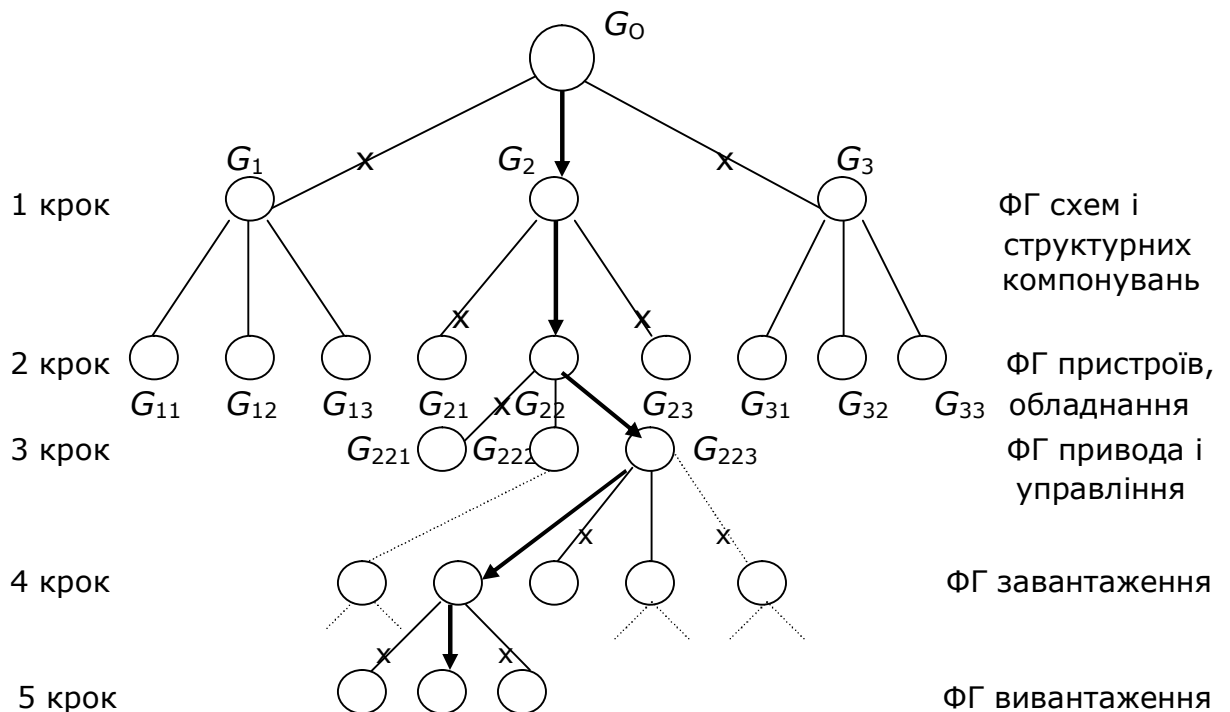 G₀
x x
G₁ G₂ G₃
1 крок ФГ схем і
структурних
компонувань
x x
2 крок ФГ пристроїв,
G₁₁ G₁₂ G₁₃ G₂₁ x G₂₂ G₂₃ G₃₁ G₃₂ G₃₃ обладнання
3 крок G₂₂₁ G₂₂₂ G₂₂₃ ФГ привода і
управління
x x
4 крок ФГ завантаження
x x
5 крок ФГ вивантаження